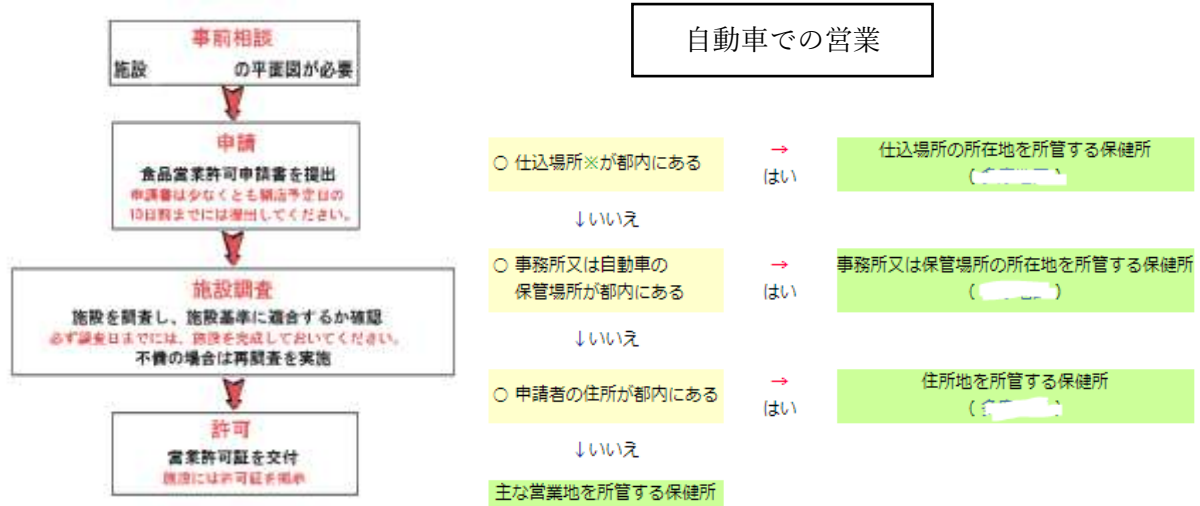 事前相談
施設 の平面図が必要
申請
食品営業許可申請書を提出
申請書は少なくとも開店予定日の
10日前までには提出してください。
施設調査
施設を調査し、施設基準に適合するか確認
必ず調査日までには、施設を完成しておいてください。
不備の場合は再調査を実施
許可
営業許可証を交付
施設には許可証を掲示
自動車での営業
○ 仕込場所※が都内にある
→
はい
仕込場所の所在地を所管する保健所
( )
↓いいえ
○ 事務所又は自動車の
保管場所が都内にある
→
はい
事務所又は保管場所の所在地を所管する保健所
( )
↓いいえ
○ 申請者の住所が都内にある
→
はい
住所地を所管する保健所
( )
↓いいえ
主な営業地を所管する保健所